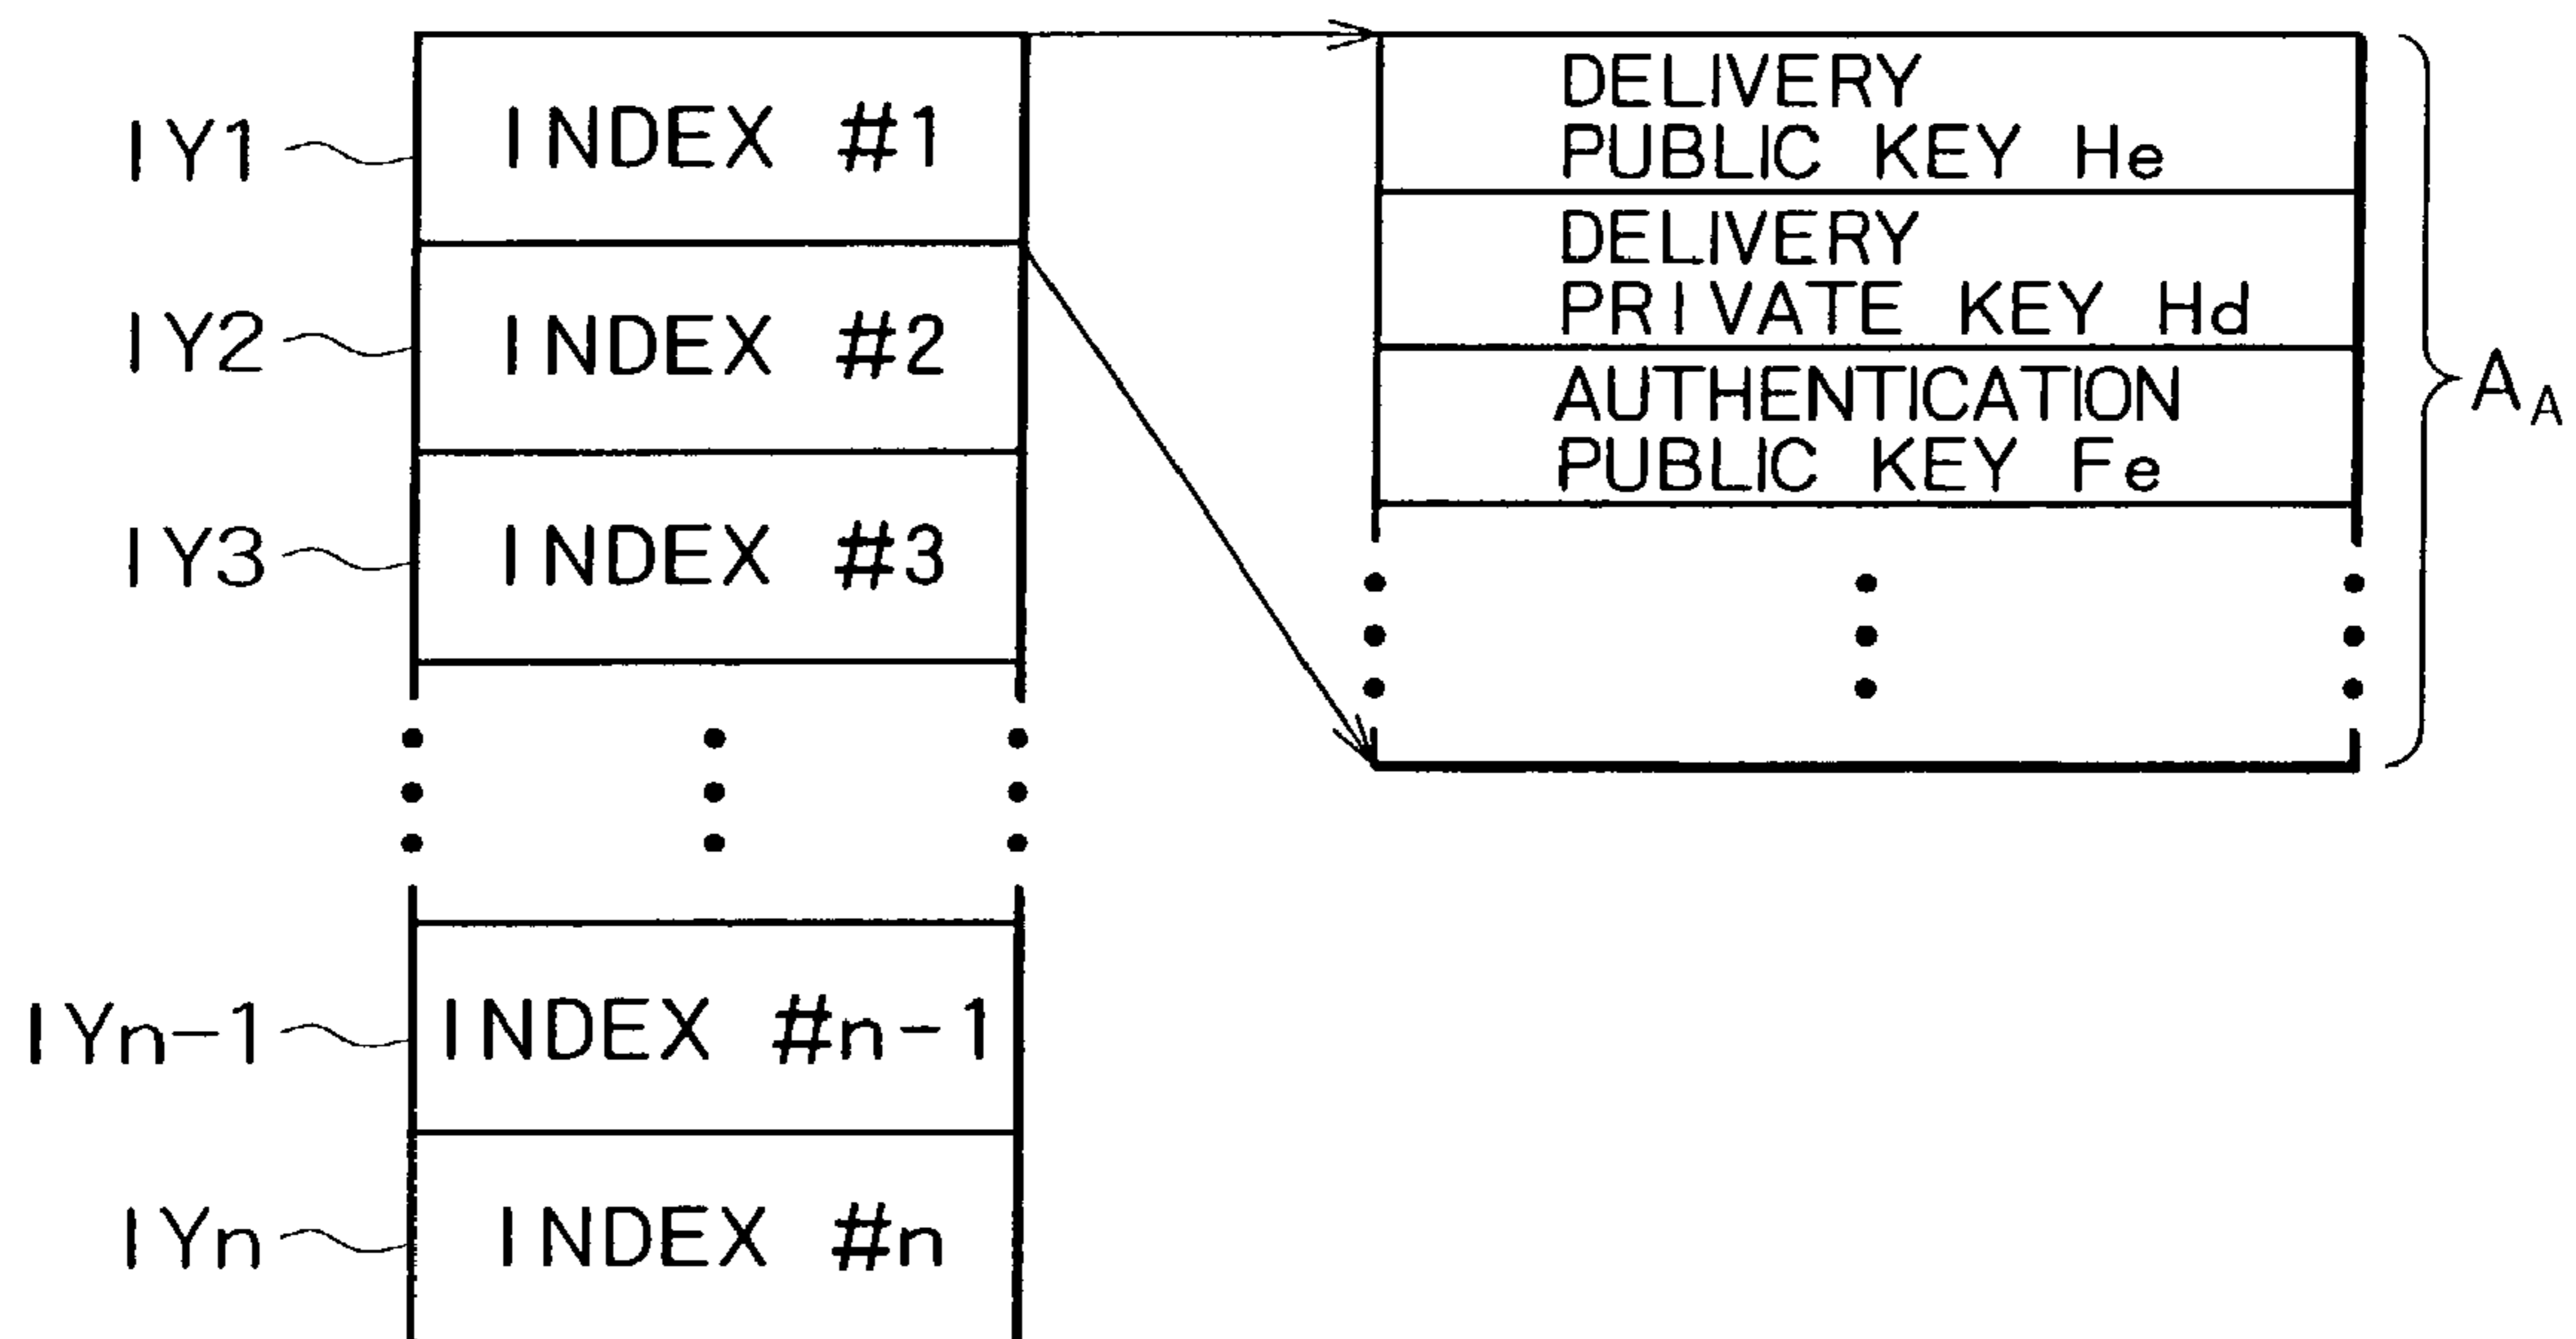 IY1 INDEX #1
IY2 INDEX #2
IY3 INDEX #3
IYn-1 INDEX #n-1
IYn INDEX #n
DELIVERY
PUBLIC KEY He
DELIVERY
PRIVATE KEY Hd
AUTHENTICATION
PUBLIC KEY Fe
AA